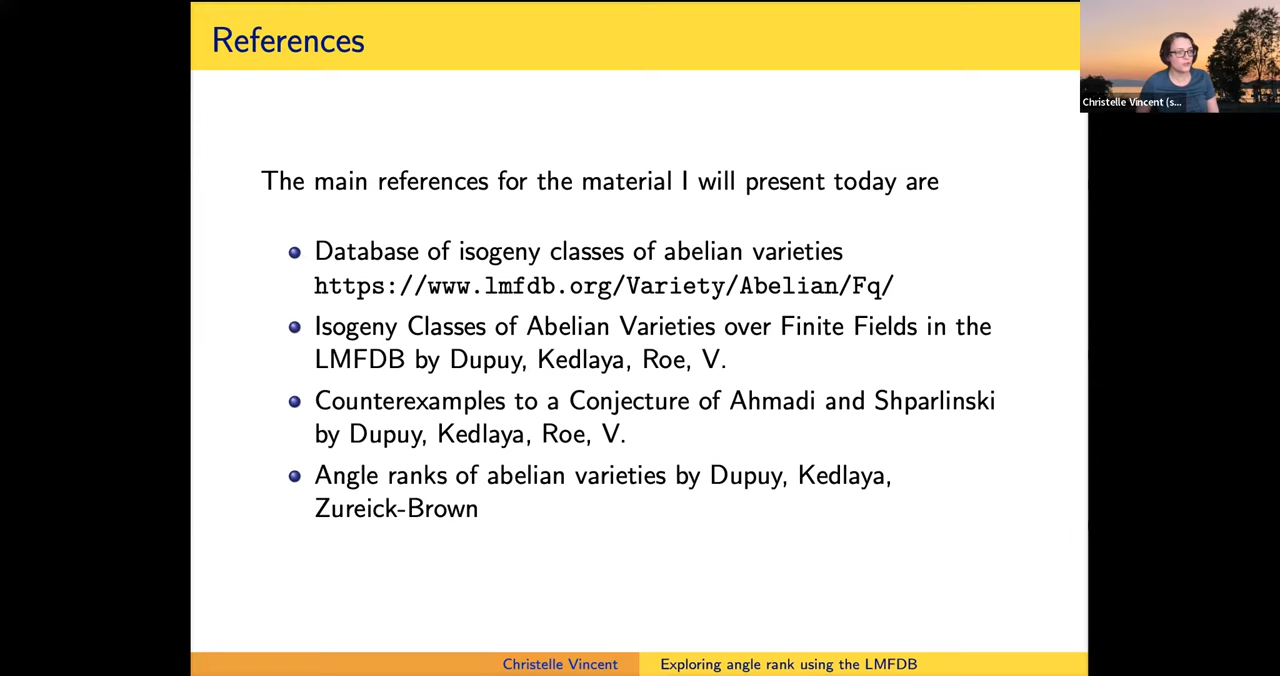 References
Christelle Vincent (s...
The main references for the material I will present today are
Database of isogeny classes of abelian varieties
https://www.lmfdb.org/Variety/Abelian/Fq/
Isogeny Classes of Abelian Varieties over Finite Fields in the
LMFDB by Dupuy, Kedlaya, Roe, V.
Counterexamples to a Conjecture of Ahmadi and Shparlinski
by Dupuy, Kedlaya, Roe, V.
Angle ranks of abelian varieties by Dupuy, Kedlaya,
Zureick-Brown
Christelle Vincent
Exploring angle rank using the LMFDB